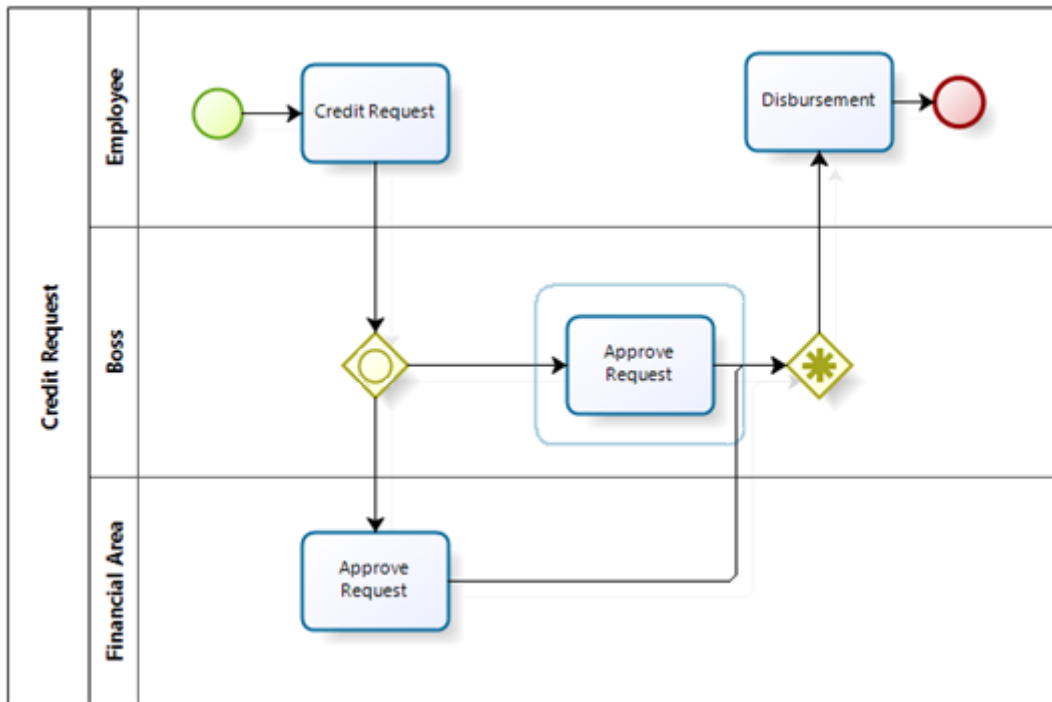 Credit Request
Employee
Credit Request
Disbursement
Boss
Approve
Request
Financial Area
Approve
Request